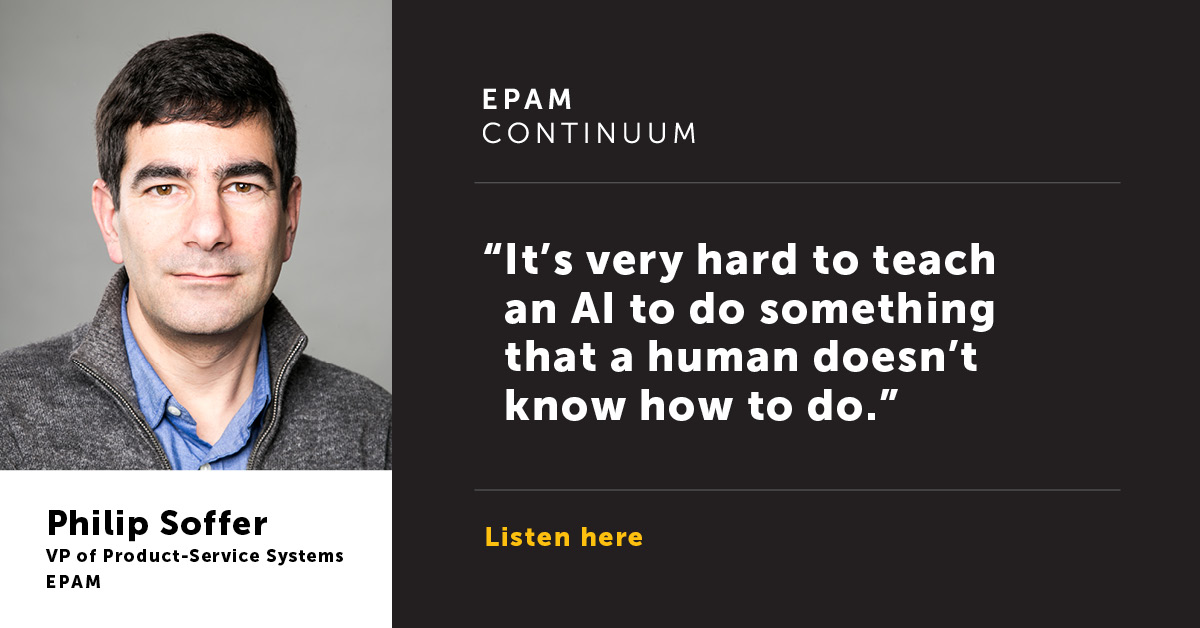 EPAM
CONTINUUM
“It’s very hard to teach
an AI to do something
that a human doesn’t
know how to do.”
Listen here
Philip Soffer
VP of Product-Service Systems
EPAM